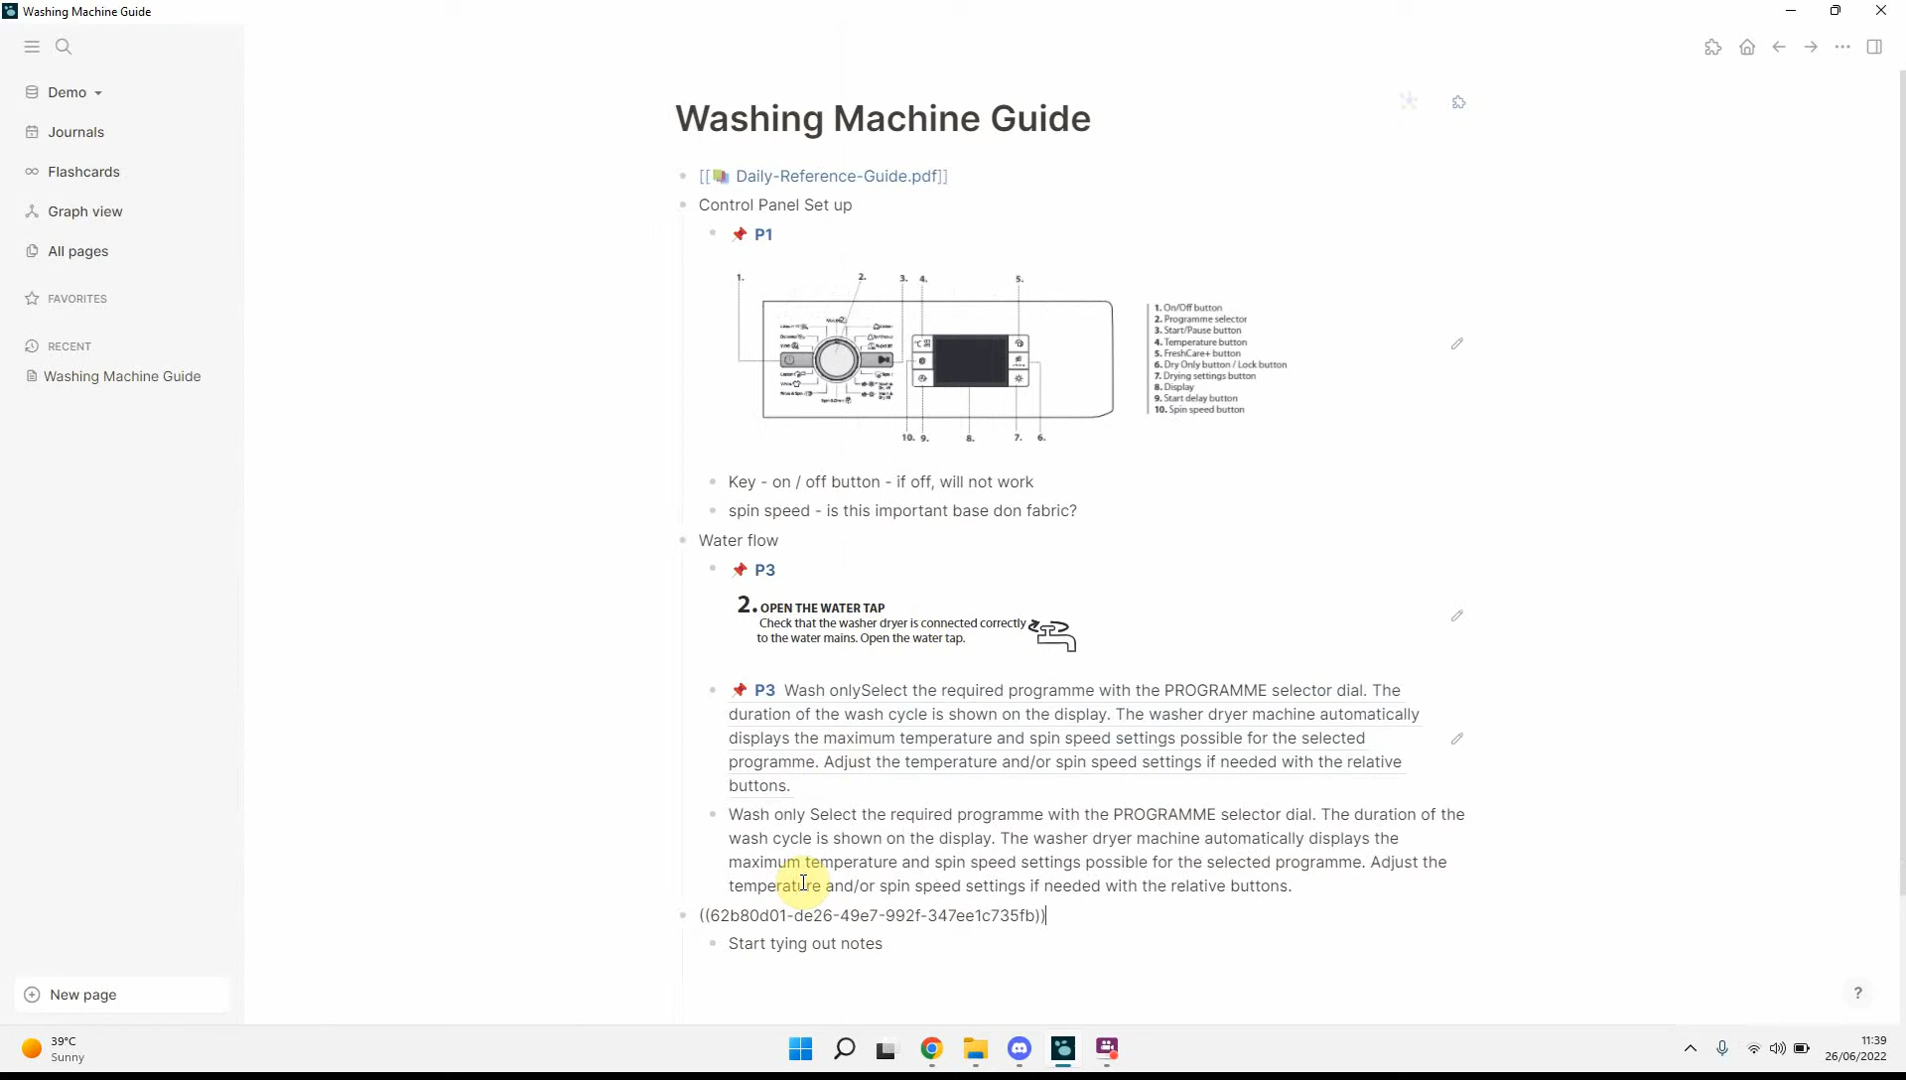 Washing Machine Guide
Demo
Journals
Flashcards
Graph view
All pages
FAVORITES
RECENT
Washing Machine Guide
New page
Washing Machine Guide
[[Daily-Reference-Guide.pdf]]
Control Panel Set up
P1
1. 2. 3. 4. 5.
10. 9. 8. 7. 6.
1. On/Off button
2. Programme selector
3. Start/Pause button
4. Temperature button
5. FreshCare+ button
6. Dry Only button / Lock button
7. Drying settings button
8. Display
9. Start delay button
10. Spin speed button
Key - on / off button - if off, will not work
spin speed - is this important base don fabric?
Water flow
P3
2. OPEN THE WATER TAP
Check that the washer dryer is connected correctly
to the water mains. Open the water tap.
P3 Wash onlySelect the required programme with the PROGRAMME selector dial. The
duration of the wash cycle is shown on the display. The washer dryer machine automatically
displays the maximum temperature and spin speed settings possible for the selected
programme. Adjust the temperature and/or spin speed settings if needed with the relative
buttons.
Wash only Select the required programme with the PROGRAMME selector dial. The duration of the
wash cycle is shown on the display. The washer dryer machine automatically displays the
maximum temperature and spin speed settings possible for the selected programme. Adjust the
temperature and/or spin speed settings if needed with the relative buttons.
((62b80d01-de26-49e7-992f-347ee1c735fb))
Start tying out notes
?
39°C
Sunny
11:39
26/06/2022